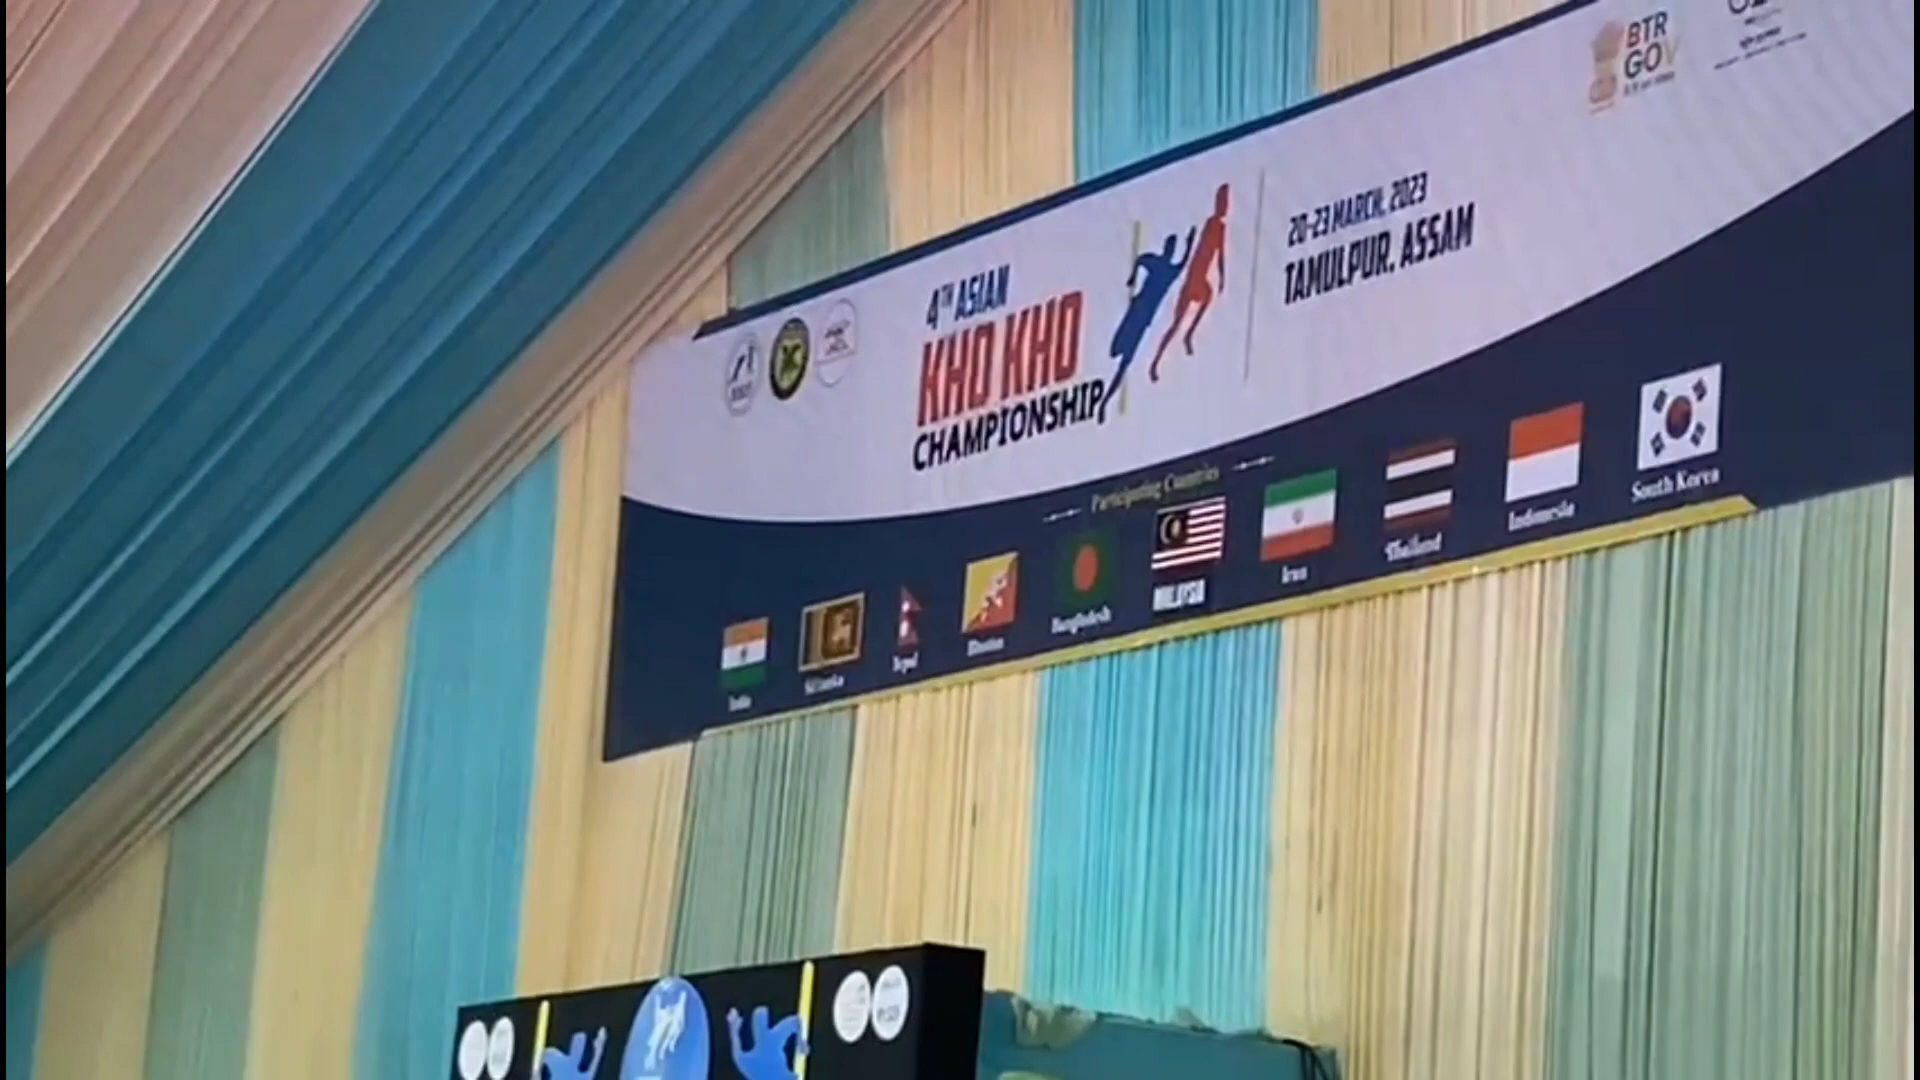 BTR
GOV
4TH ASIAN
KHO KHO
CHAMPIONSHIP
20-23 MARCH, 2023
TAMULPUR, ASSAM
Participating Countries
India
Sri Lanka
Nepal
Bhutan
Bangladesh
MALAYSIA
Iran
Thailand
Indonesia
South Korea